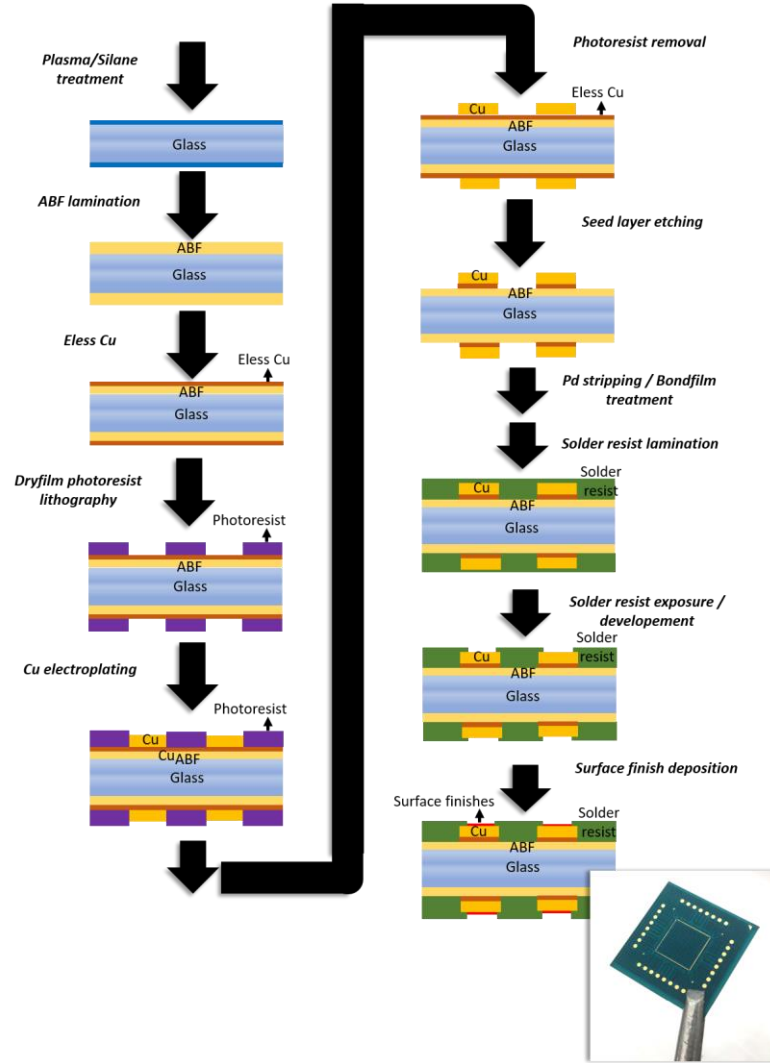 Plasma/Silane
treatment
Glass
ABF lamination
ABF
Glass
Eless Cu
Eless Cu
ABF
Glass
Dryfilm photoresist
lithography
Photoresist
ABF
Glass
Cu electroplating
Photoresist
Cu
CuABF
Glass
Photoresist removal
Eless Cu
Cu
ABF
Glass
Seed layer etching
Cu
ABF
Glass
Pd stripping / Bondfilm
treatment
Solder resist lamination
Solder
Cu resist
ABF
Glass
Solder resist exposure /
developement
Solder
Cu resist
ABF
Glass
Surface finish deposition
Surface finishes Solder
Cu resist
ABF
Glass